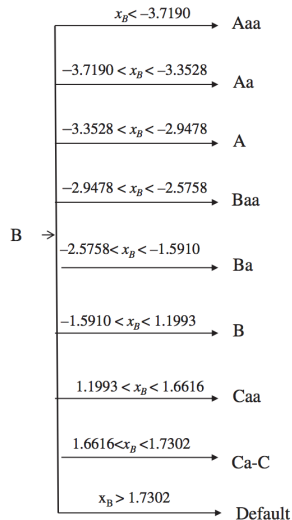 x_B< –3.7190
Aaa
–3.7190 < x_B < –3.3528
Aa
–3.3528 < x_B < –2.9478
A
–2.9478 < x_B < –2.5758
Baa
B
–2.5758< x_B < –1.5910
Ba
–1.5910 < x_B < 1.1993
B
1.1993 < x_B < 1.6616
Caa
1.6616<x_B <1.7302
Ca-C
x_B > 1.7302
Default